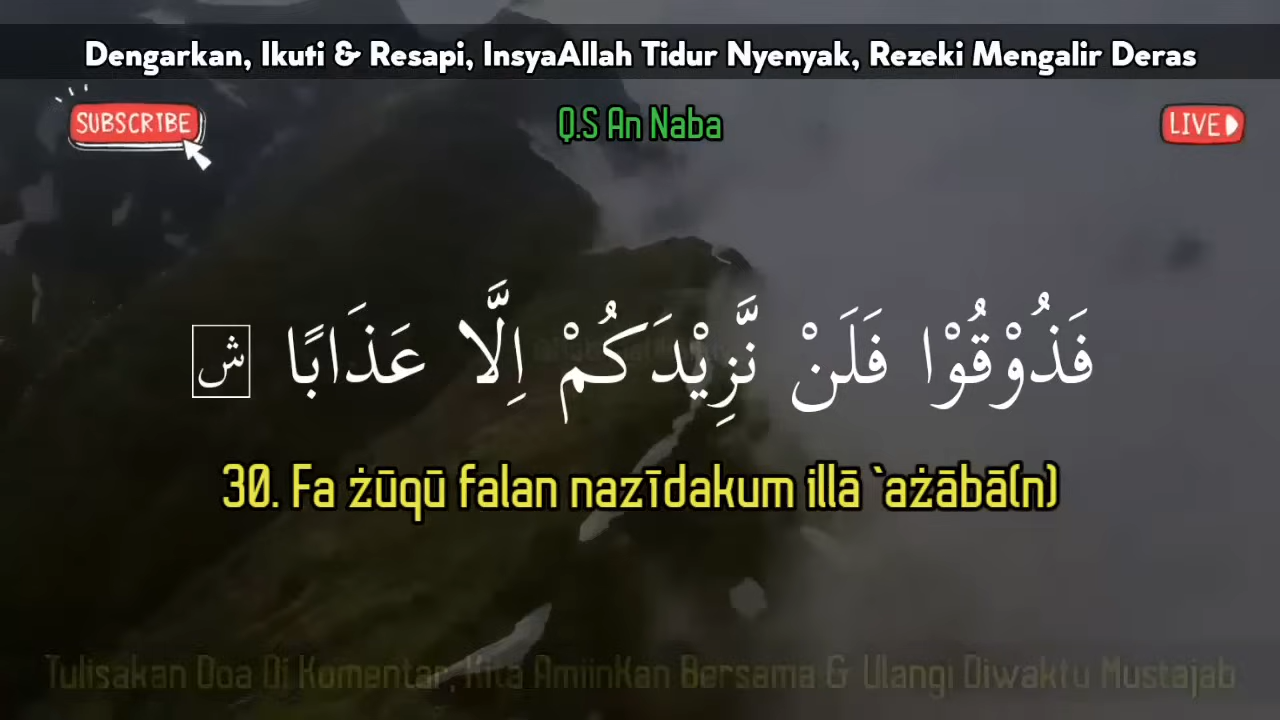 Dengarkan, Ikuti & Resapi, InsyaAllah Tidur Nyenyak, Rezeki Mengalir Deras
SUBSCRIBE
Q.S An Naba
LIVE
فَذُوْقُوْا فَلَنْ نَّزِيْدَكُمْ اِلَّا عَذَابًا ش
30. Fa żūqū falan nazīdakum illā `ażābā(n)
Tulisakan Doa Di Komentar, Kita AmiinKan Bersama & Ulangi Diwaktu Mustajab